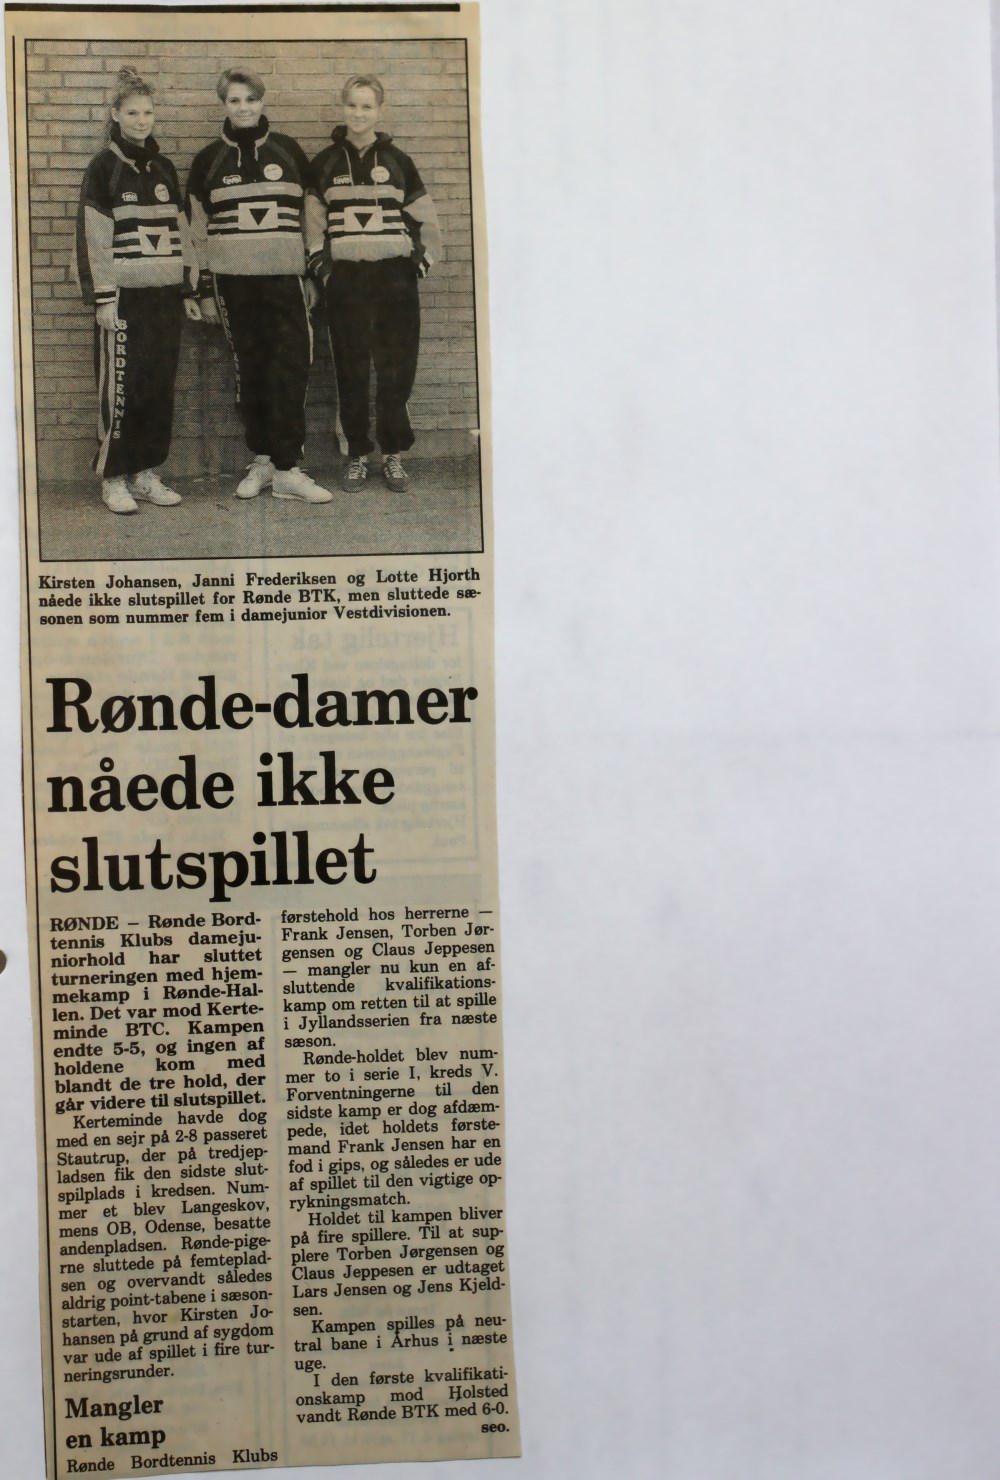 BORDTENNIS
Kirsten Johansen, Janni Frederiksen og Lotte Hjorth
nåede ikke slutspillet for Rønde BTK, men sluttede sæ-
sonen som nummer fem i damejunior Vestdivisionen.
Rønde-damer
nåede ikke
slutspillet
RØNDE – Rønde Bord-
tennis Klubs dameju-
niorhold har sluttet
turneringen med hjem-
mekamp i Rønde-Hal-
len. Det var mod Kerte-
minde BTC. Kampen
endte 5-5, og ingen af
holdene kom med
blandt de tre hold, der
går videre til slutspillet.
Kerteminde havde dog
med en sejr på 2-8 passeret
Stautrup, der på tredjep-
ladsen fik den sidste slut-
spilplads i kredsen. Num-
mer et blev Langeskov,
mens OB, Odense, besatte
andenpladsen. Rønde-pige-
rne sluttede på femteplad-
sen og overvandt således
aldrig point-tabene i sæson-
starten, hvor Kirsten Jo-
hansen på grund af sygdom
var ude af spillet i fire tur-
neringsrunder.
Mangler
en kamp
Rønde Bordtennis Klubs
førstehold hos herrerne —
Frank Jensen, Torben Jør-
gensen og Claus Jeppesen
— mangler nu kun en af-
sluttende kvalifikations-
kamp om retten til at spille
i Jyllandsserien fra næste
sæson.
Rønde-holdet blev num-
mer to i serie I, kreds V.
Forventningerne til den
sidste kamp er dog afdæm-
pede, idet holdets første-
mand Frank Jensen har en
fod i gips, og således er ude
af spillet til den vigtige op-
rykningsmatch.
Holdet til kampen bliver
på fire spillere. Til at sup-
plere Torben Jørgensen og
Claus Jeppesen er udtaget
Lars Jensen og Jens Kjeld-
sen.
Kampen spilles på neu-
tral bane i Århus i næste
uge.
I den første kvalifikati-
onskamp mod Holsted
vandt Rønde BTK med 6-0.
seo.